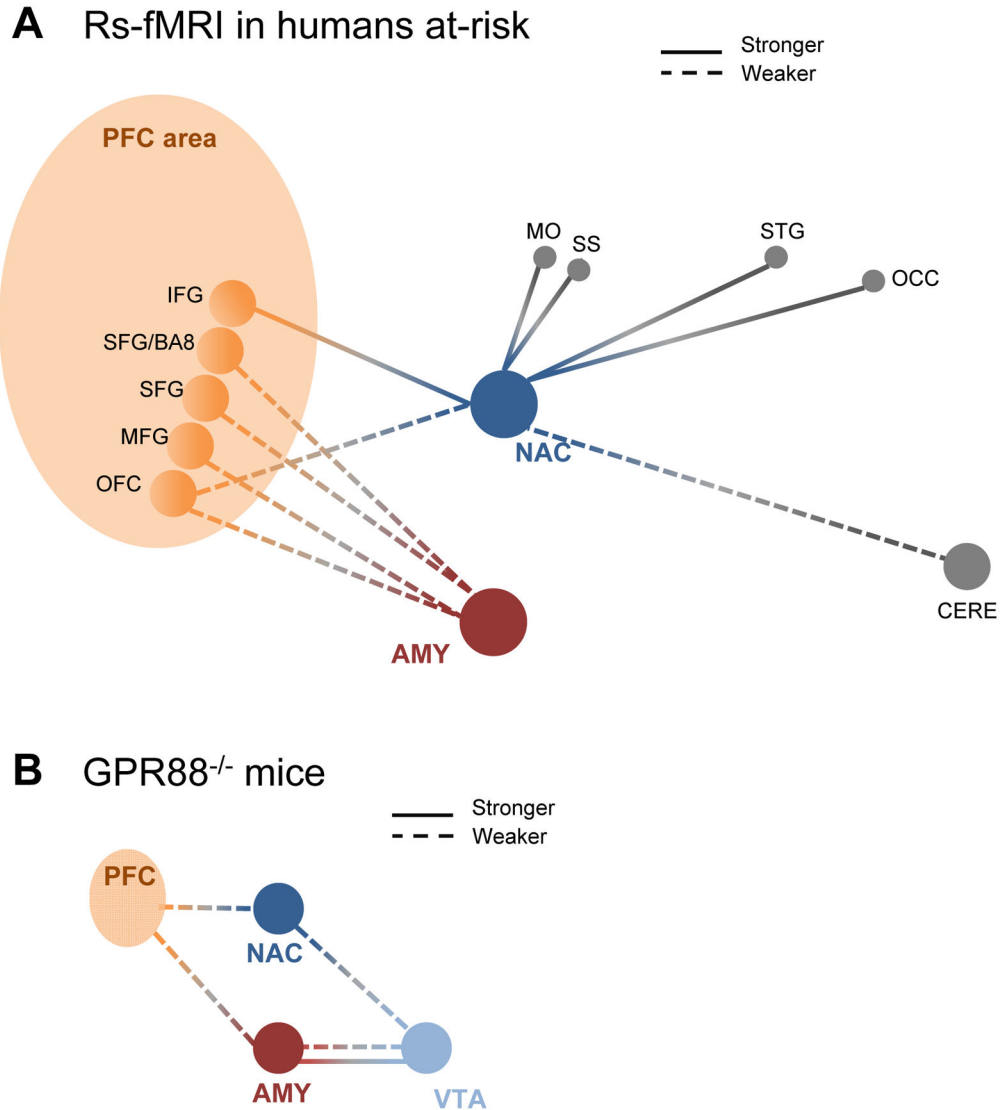 A Rs-fMRI in humans at-risk
Stronger
Weaker
PFC area
MO
SS
STG
OCC
IFG
SFG/BA8
SFG
MFG
OFC
NAC
CERE
AMY
B GPR88-/- mice
Stronger
Weaker
PFC
NAC
AMY
VTA